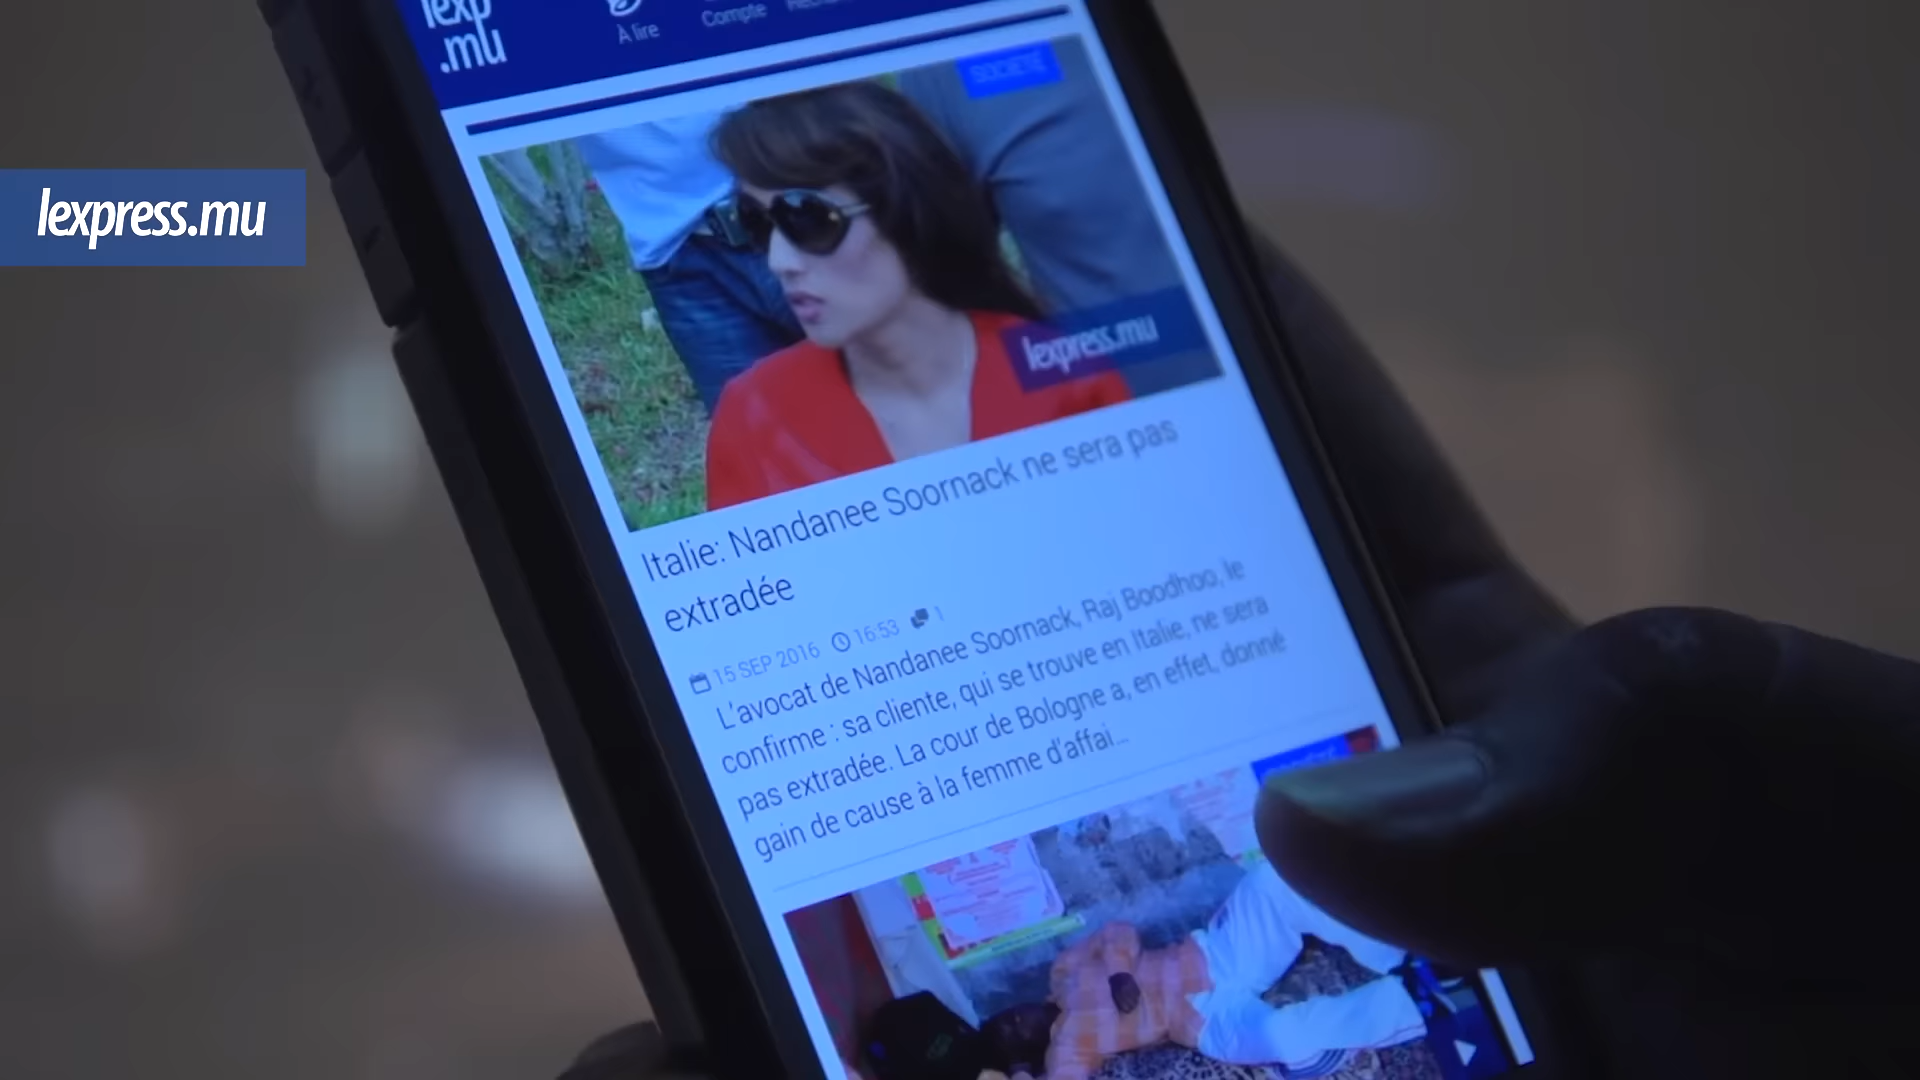 lexp
.mu
À lire
Compte
SOCIÉTÉ
lexpress.mu
lexpress.mu
Italie: Nandanee Soornack ne sera pas
extradée
15 SEP 2016 16:53 1
L'avocat de Nandanee Soornack, Raj Boodhoo, le
confirme : sa cliente, qui se trouve en Italie, ne sera
pas extradée. La cour de Bologne a, en effet, donné
gain de cause à la femme d'affai...